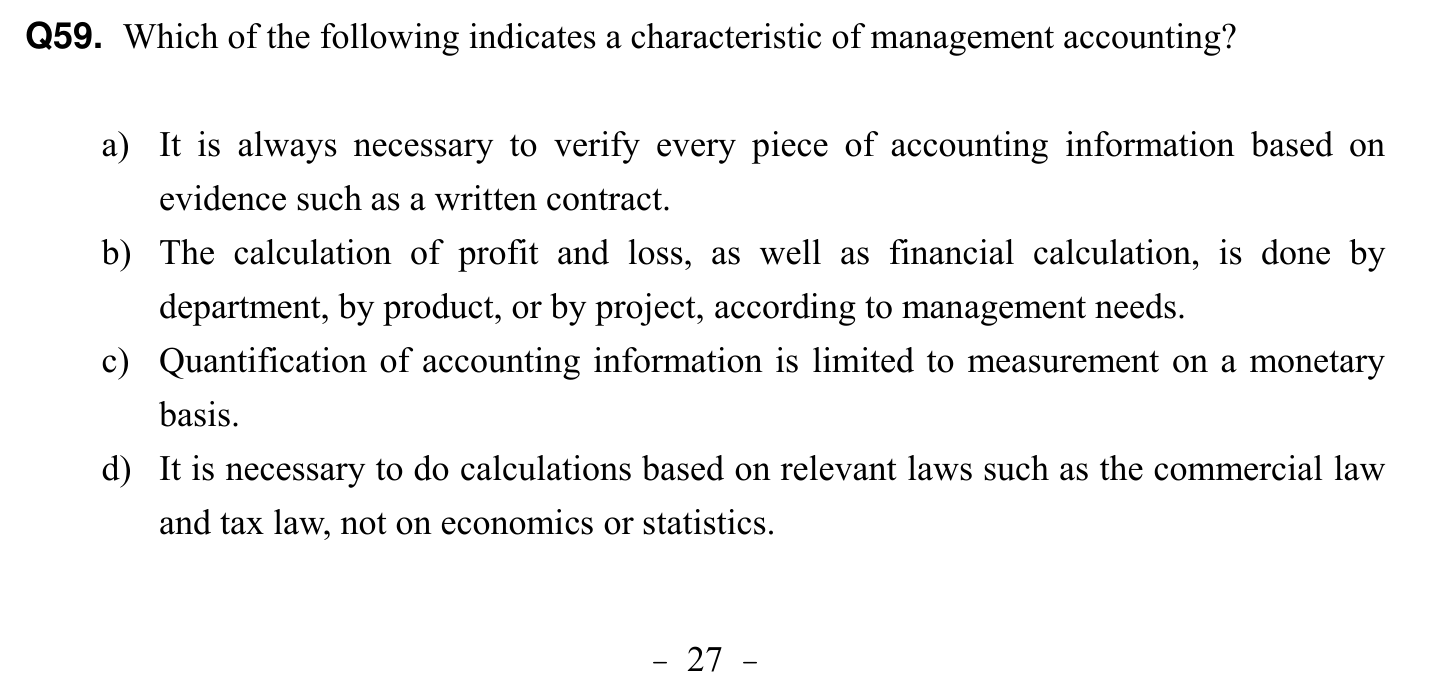 Q59. Which of the following indicates a characteristic of management accounting?
a) It is always necessary to verify every piece of accounting information based on
evidence such as a written contract.
b) The calculation of profit and loss, as well as financial calculation, is done by
department, by product, or by project, according to management needs.
c) Quantification of accounting information is limited to measurement on a monetary
basis.
d) It is necessary to do calculations based on relevant laws such as the commercial law
and tax law, not on economics or statistics.
– 27 –